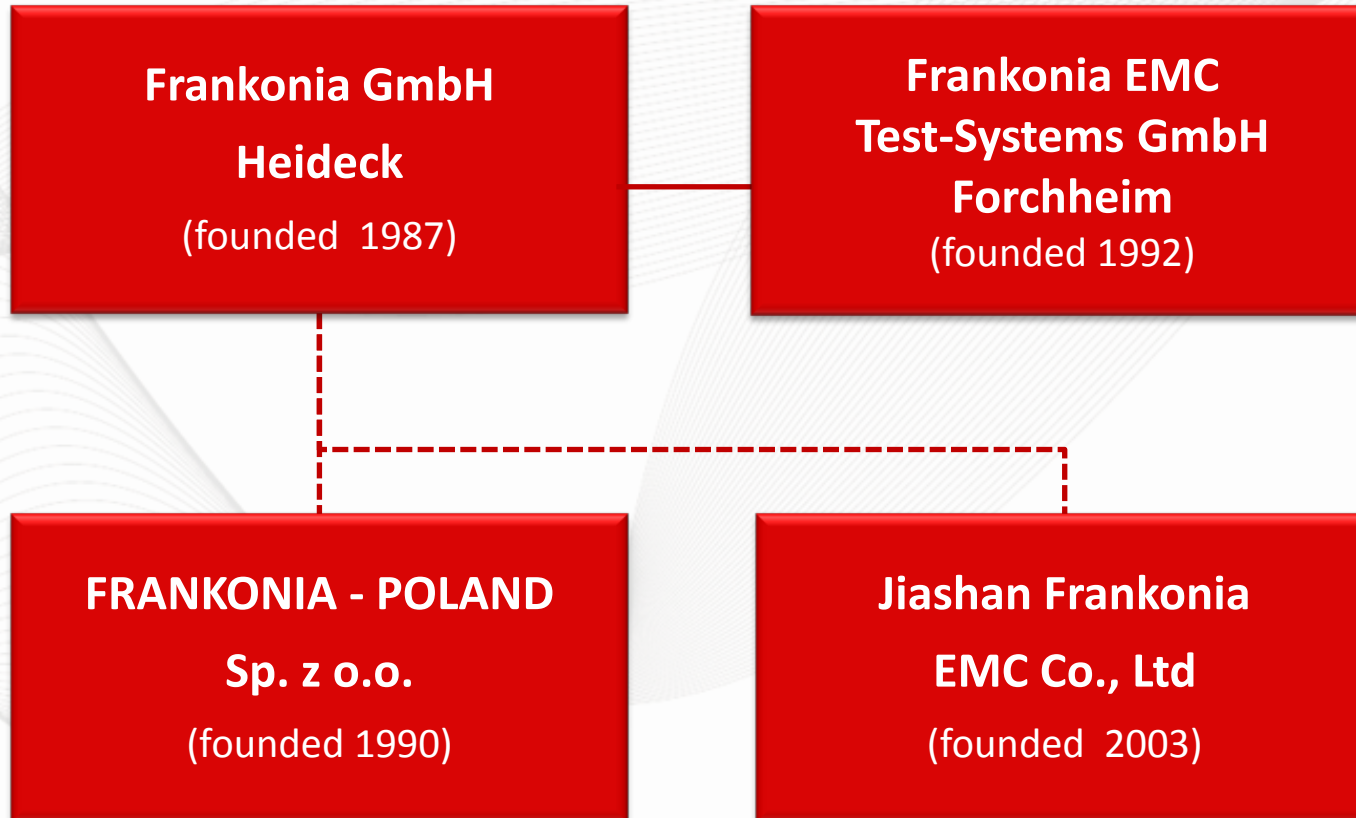 Frankonia GmbH
Heideck
(founded 1987)
Frankonia EMC
Test-Systems GmbH
Forchheim
(founded 1992)
FRANKONIA - POLAND
Sp. z o.o.
(founded 1990)
Jiashan Frankonia
EMC Co., Ltd
(founded 2003)